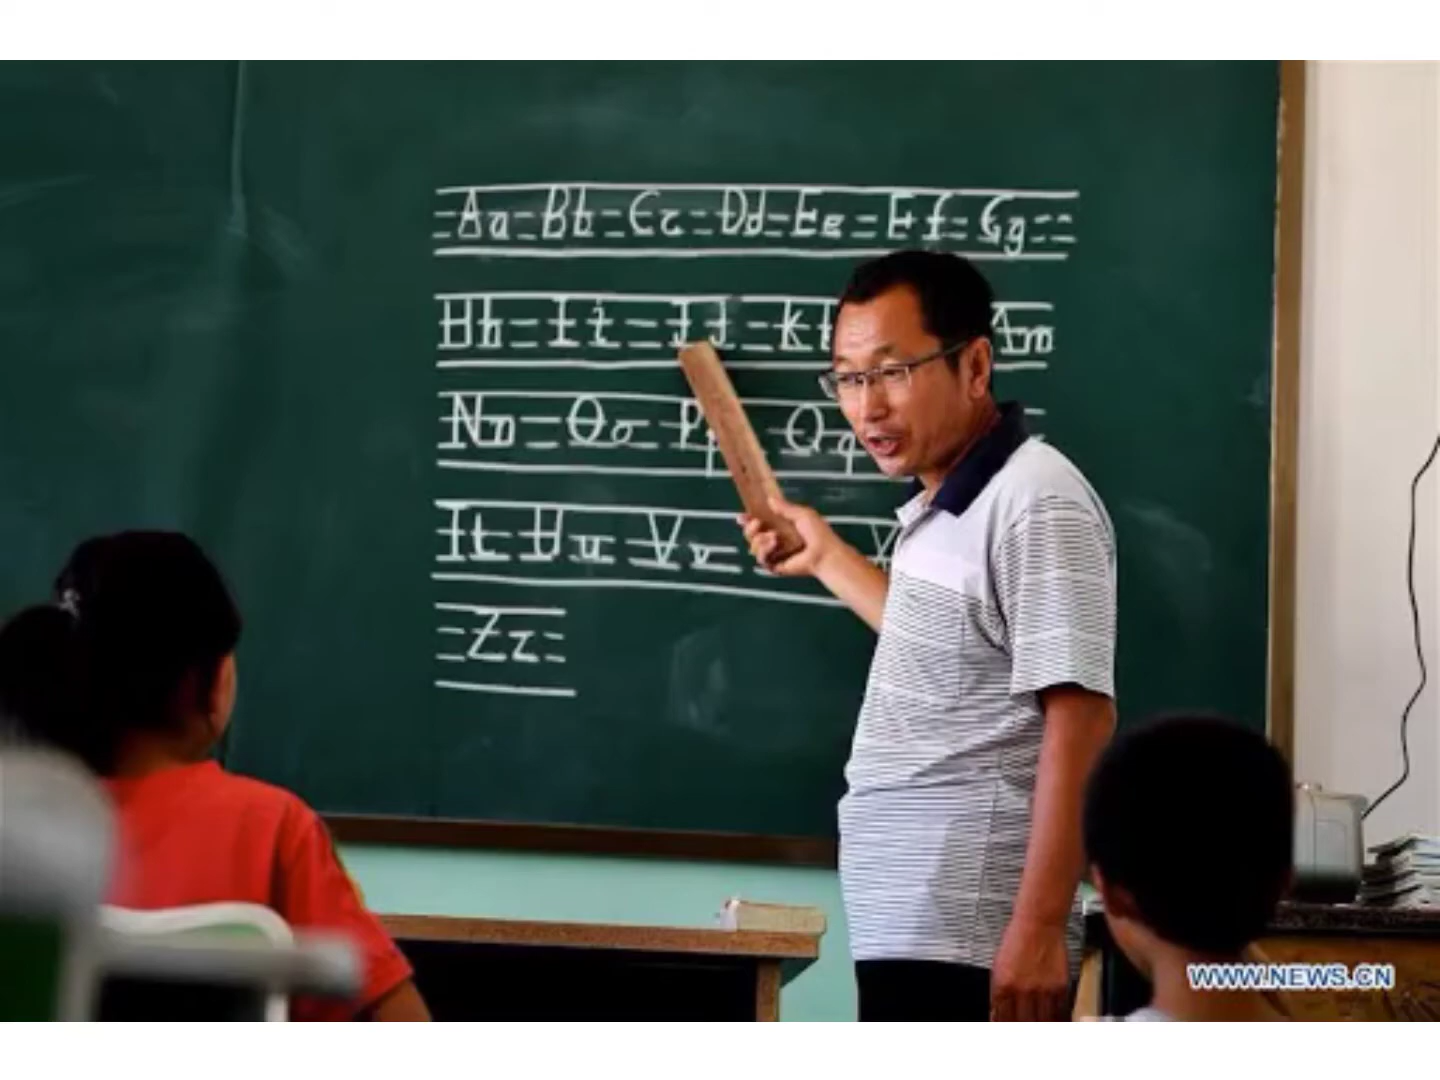 Aa Bb Cc Dd Ee Ff Gg
Hh Ii Jj Kk Mm
Nn Oo Pp Qq
Tt Uu Vv X
Zz
WWW.NEWS.CN